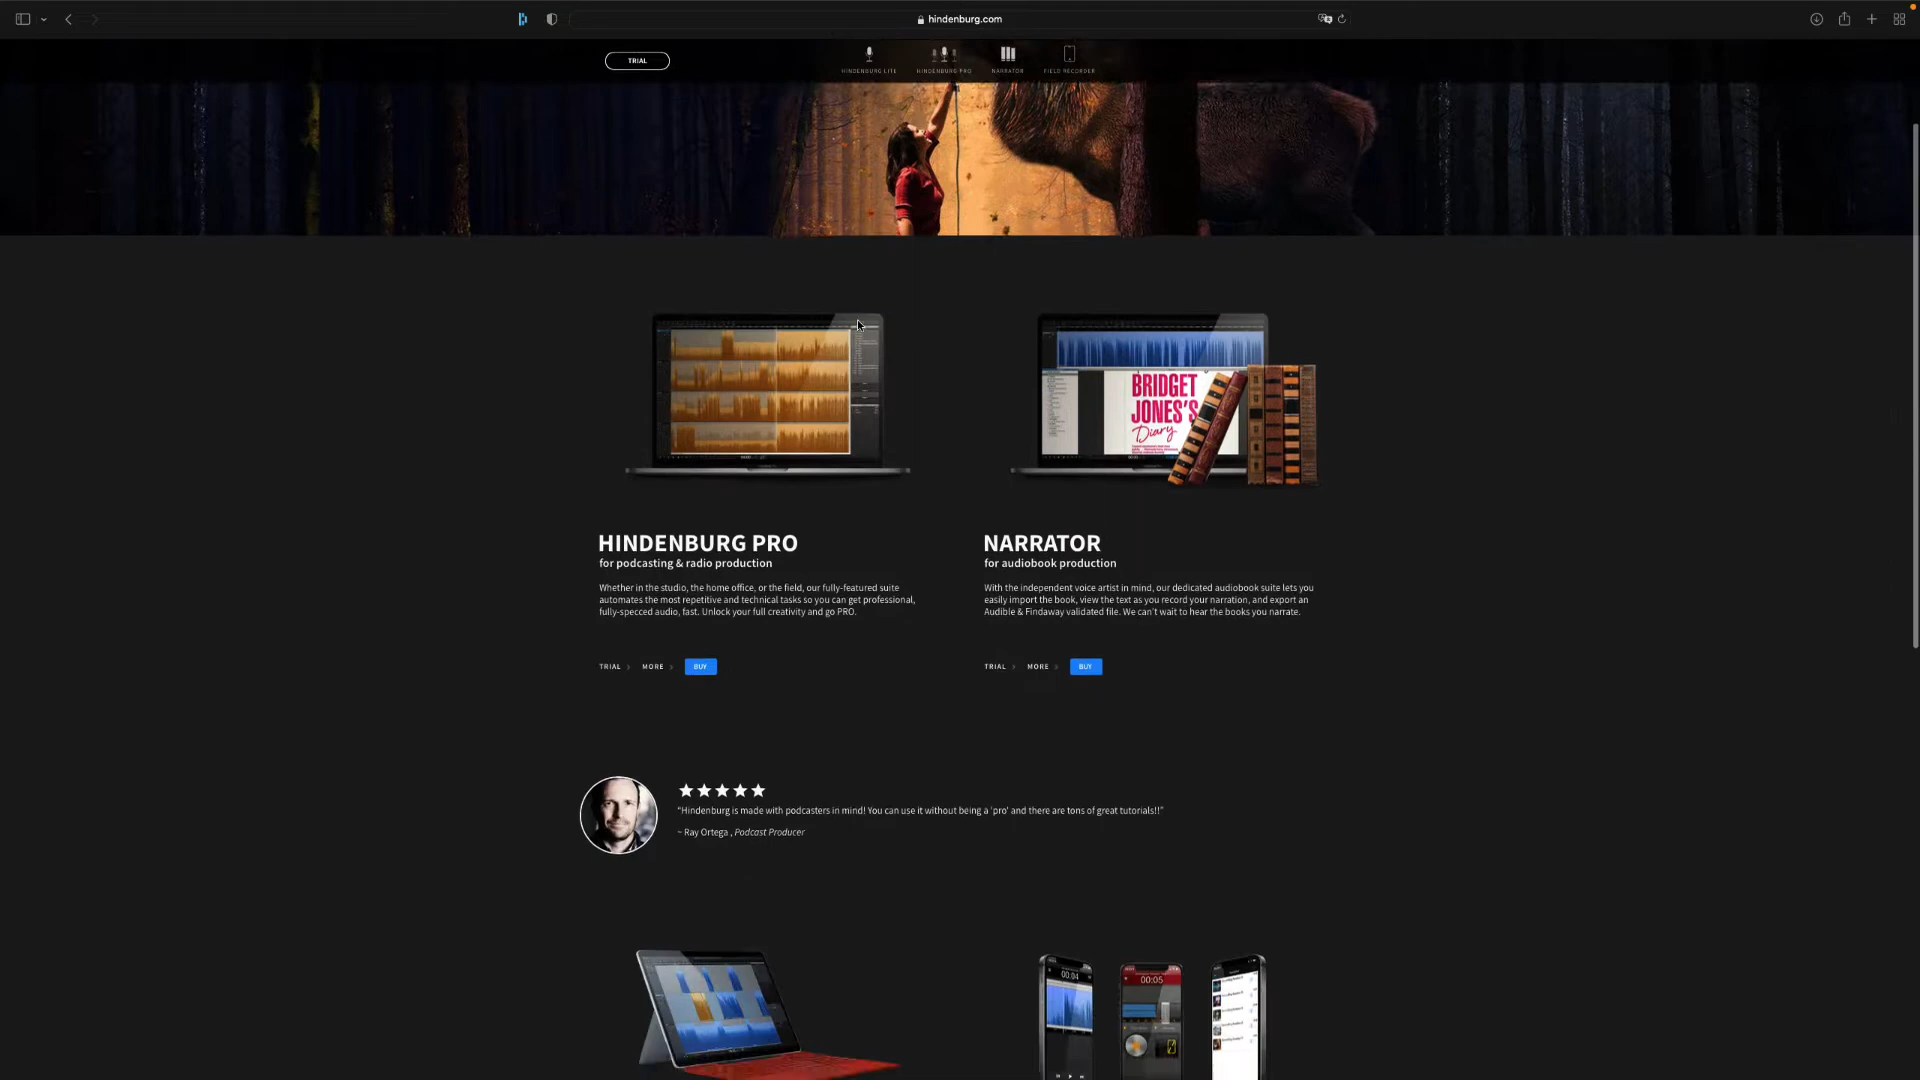 hindenburg.com
TRIAL
HINDENBURG LITE
HINDENBURG PRO
NARRATOR
FIELD RECORDER
BRIDGET
JONES'S
Diary
HINDENBURG PRO
for podcasting & radio production
Whether in the studio, the home office, or the field, our fully-featured suite
automates the most repetitive and technical tasks so you can get professional,
fully-specced audio, fast. Unlock your full creativity and go PRO.
TRIAL
MORE
BUY
NARRATOR
for audiobook production
With the independent voice artist in mind, our dedicated audiobook suite lets you
easily import the book, view the text as you record your narration, and export an
Audible & Findaway validated file. We can't wait to hear the books you narrate.
TRIAL
MORE
BUY
“Hindenburg is made with podcasters in mind! You can use it without being a 'pro' and there are tons of great tutorials!!”
~ Ray Ortega , Podcast Producer
00:04
00:05